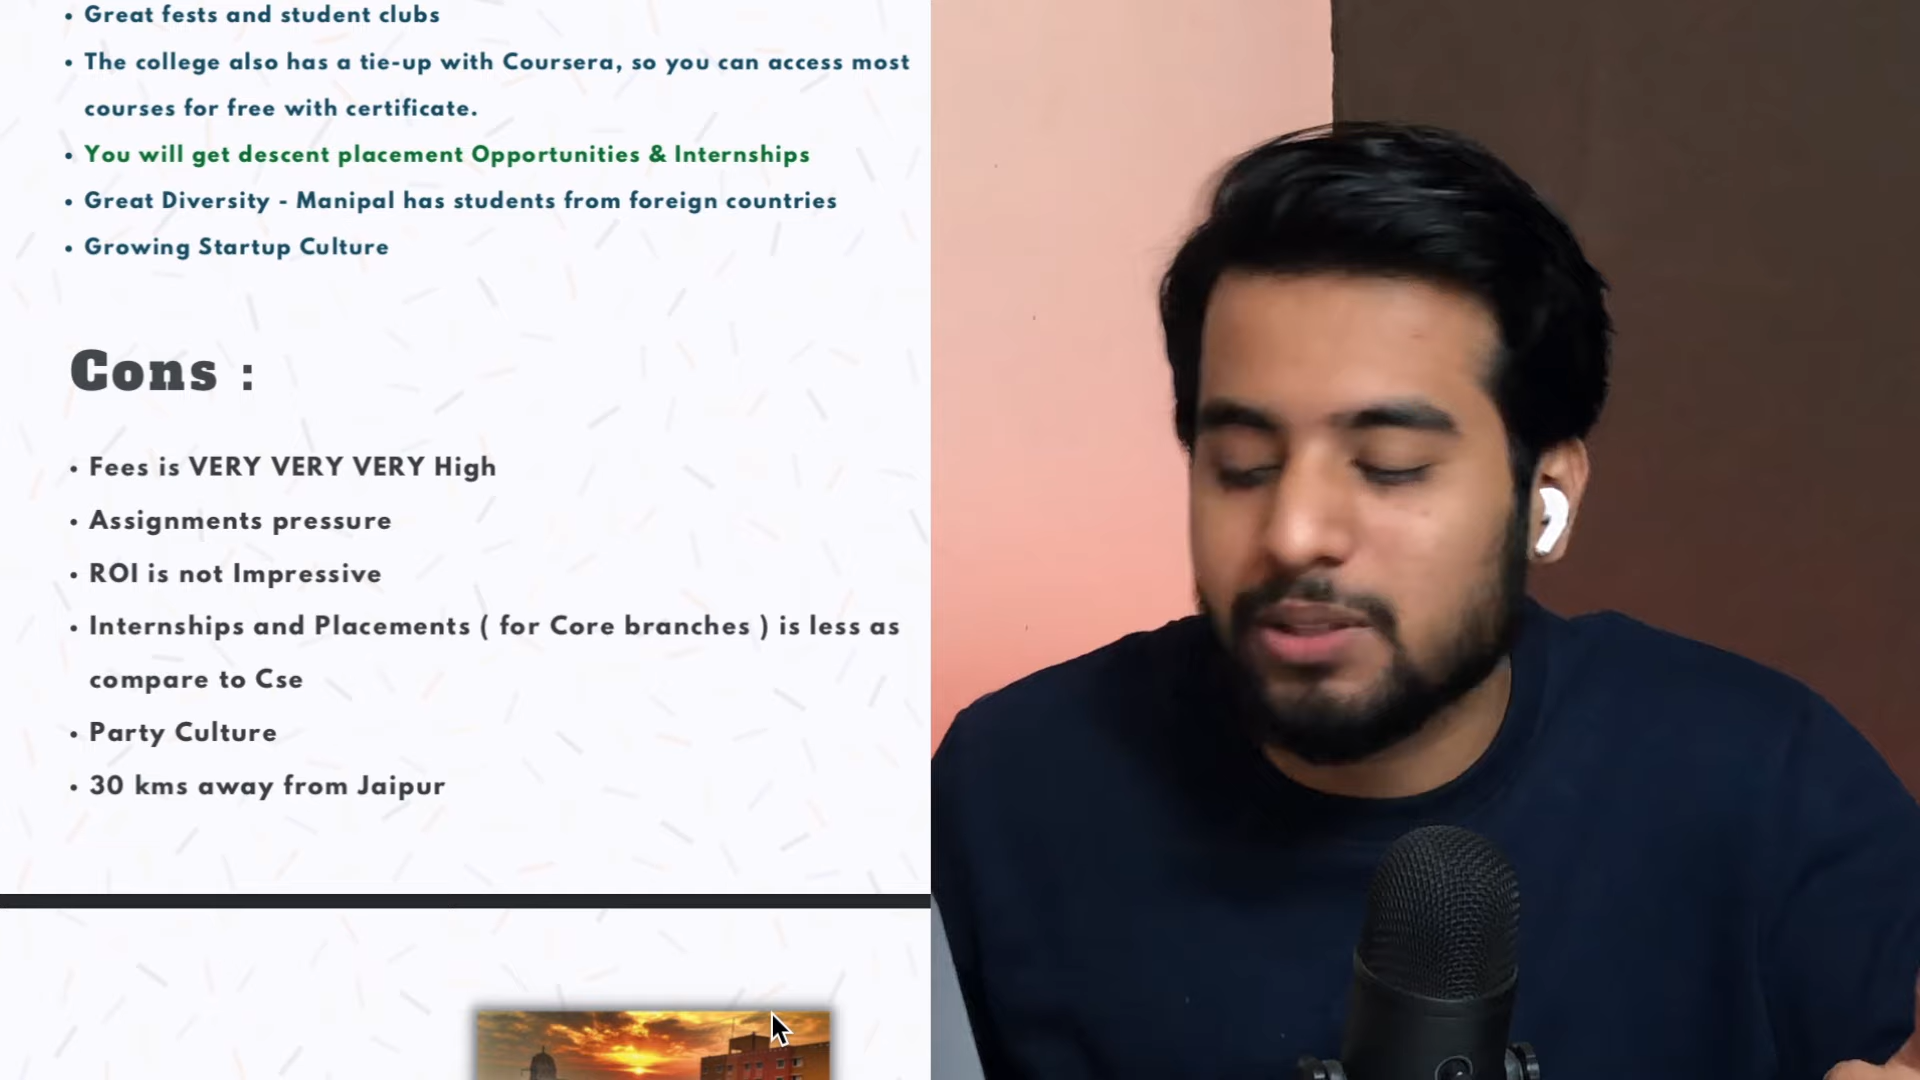 • Great fests and student clubs
• The college also has a tie-up with Coursera, so you can access most
courses for free with certificate.
• You will get descent placement Opportunities & Internships
• Great Diversity - Manipal has students from foreign countries
• Growing Startup Culture
Cons :
• Fees is VERY VERY VERY High
• Assignments pressure
• ROI is not Impressive
• Internships and Placements ( for Core branches ) is less as
compare to Cse
• Party Culture
• 30 kms away from Jaipur